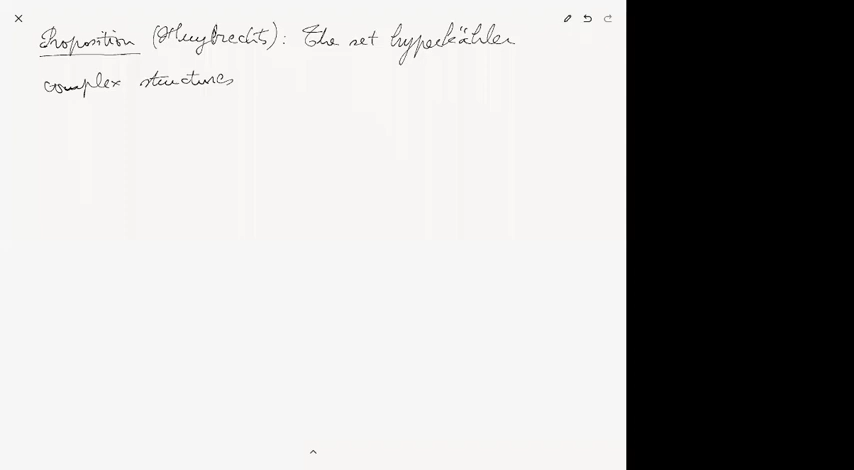 Proposition (Huybrechts): The set hyperkähler
complex structures